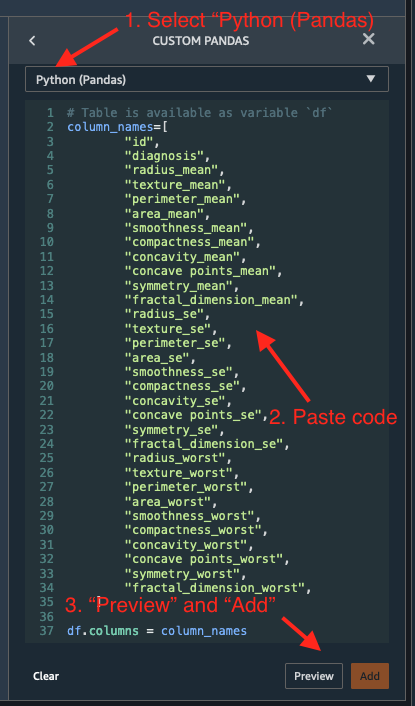 1. Select “Python (Pandas)
CUSTOM PANDAS
Python (Pandas)
1 # Table is available as variable `df`
2 column_names=[
3 "id",
4 "diagnosis",
5 "radius_mean",
6 "texture_mean",
7 "perimeter_mean",
8 "area_mean",
9 "smoothness_mean",
10 "compactness_mean",
11 "concavity_mean",
12 "concave points_mean",
13 "symmetry_mean",
14 "fractal_dimension_mean",
15 "radius_se",
16 "texture_se",
17 "perimeter_se",
18 "area_se",
19 "smoothness_se",
20 "compactness_se",
21 "concavity_se",
22 "concave points_se",
2. Paste code
23 "symmetry_se",
24 "fractal_dimension_se",
25 "radius_worst",
26 "texture_worst",
27 "perimeter_worst",
28 "area_worst",
29 "smoothness_worst",
30 "compactness_worst",
31 "concavity_worst",
32 "concave points_worst",
33 "symmetry_worst",
34 "fractal_dimension_worst",
35 ]
3. “Preview” and “Add”
36
37 df.columns = column_names
Clear Preview Add